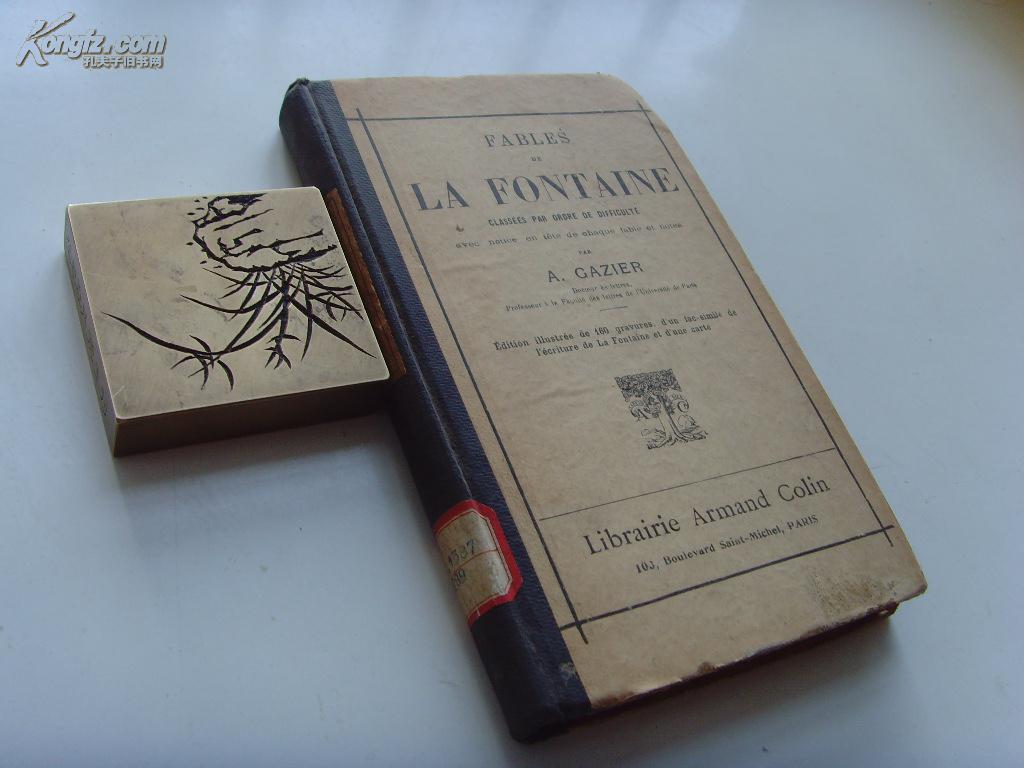 Kongfz.com
孔夫子旧书网
FABLES
DE
LA FONTAINE
CLASSÉES PAR ORDRE DE DIFFICULTÉ
avec notice en tête de chaque fable et notes
PAR
A. GAZIER
Docteur ès lettres,
Professeur à la Faculté des lettres de l'Université de Paris
Édition illustrée de 160 gravures, d'un fac-simile de
l'écriture de La Fontaine et d'une carte
Librairie Armand Colin
103, Boulevard Saint-Michel, PARIS